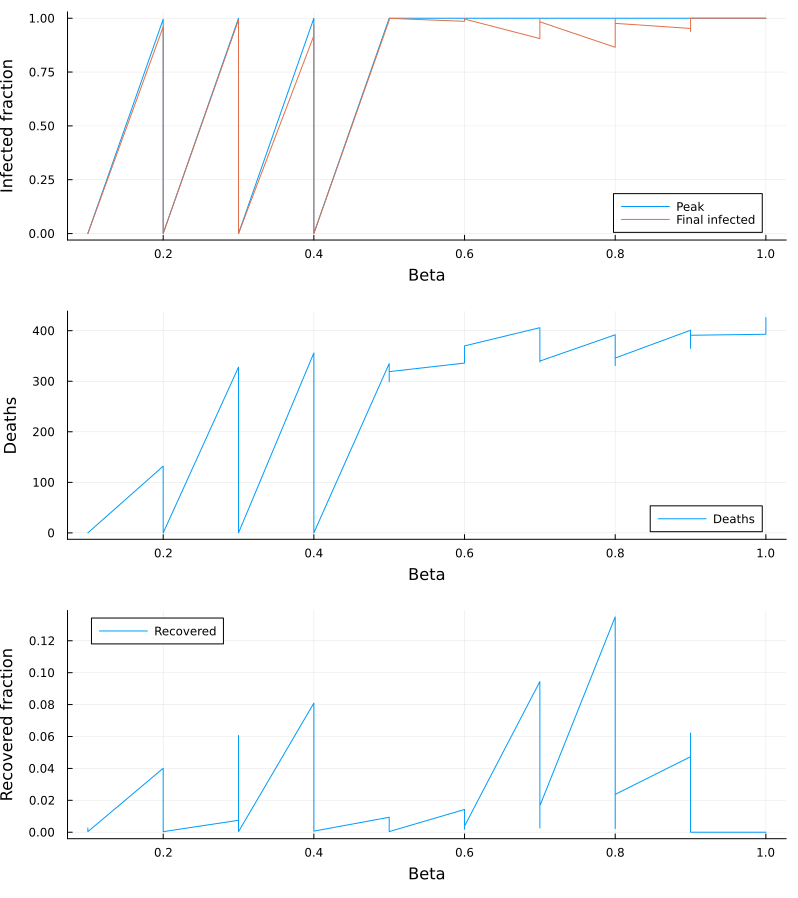 Infected fraction
1.00
0.75
0.50
0.25
0.00
Peak
Final infected
0.2 0.4 0.6 0.8 1.0
Beta
Deaths
400
300
200
100
0
Deaths
0.2 0.4 0.6 0.8 1.0
Beta
Recovered fraction
Recovered
0.12
0.10
0.08
0.06
0.04
0.02
0.00
0.2 0.4 0.6 0.8 1.0
Beta